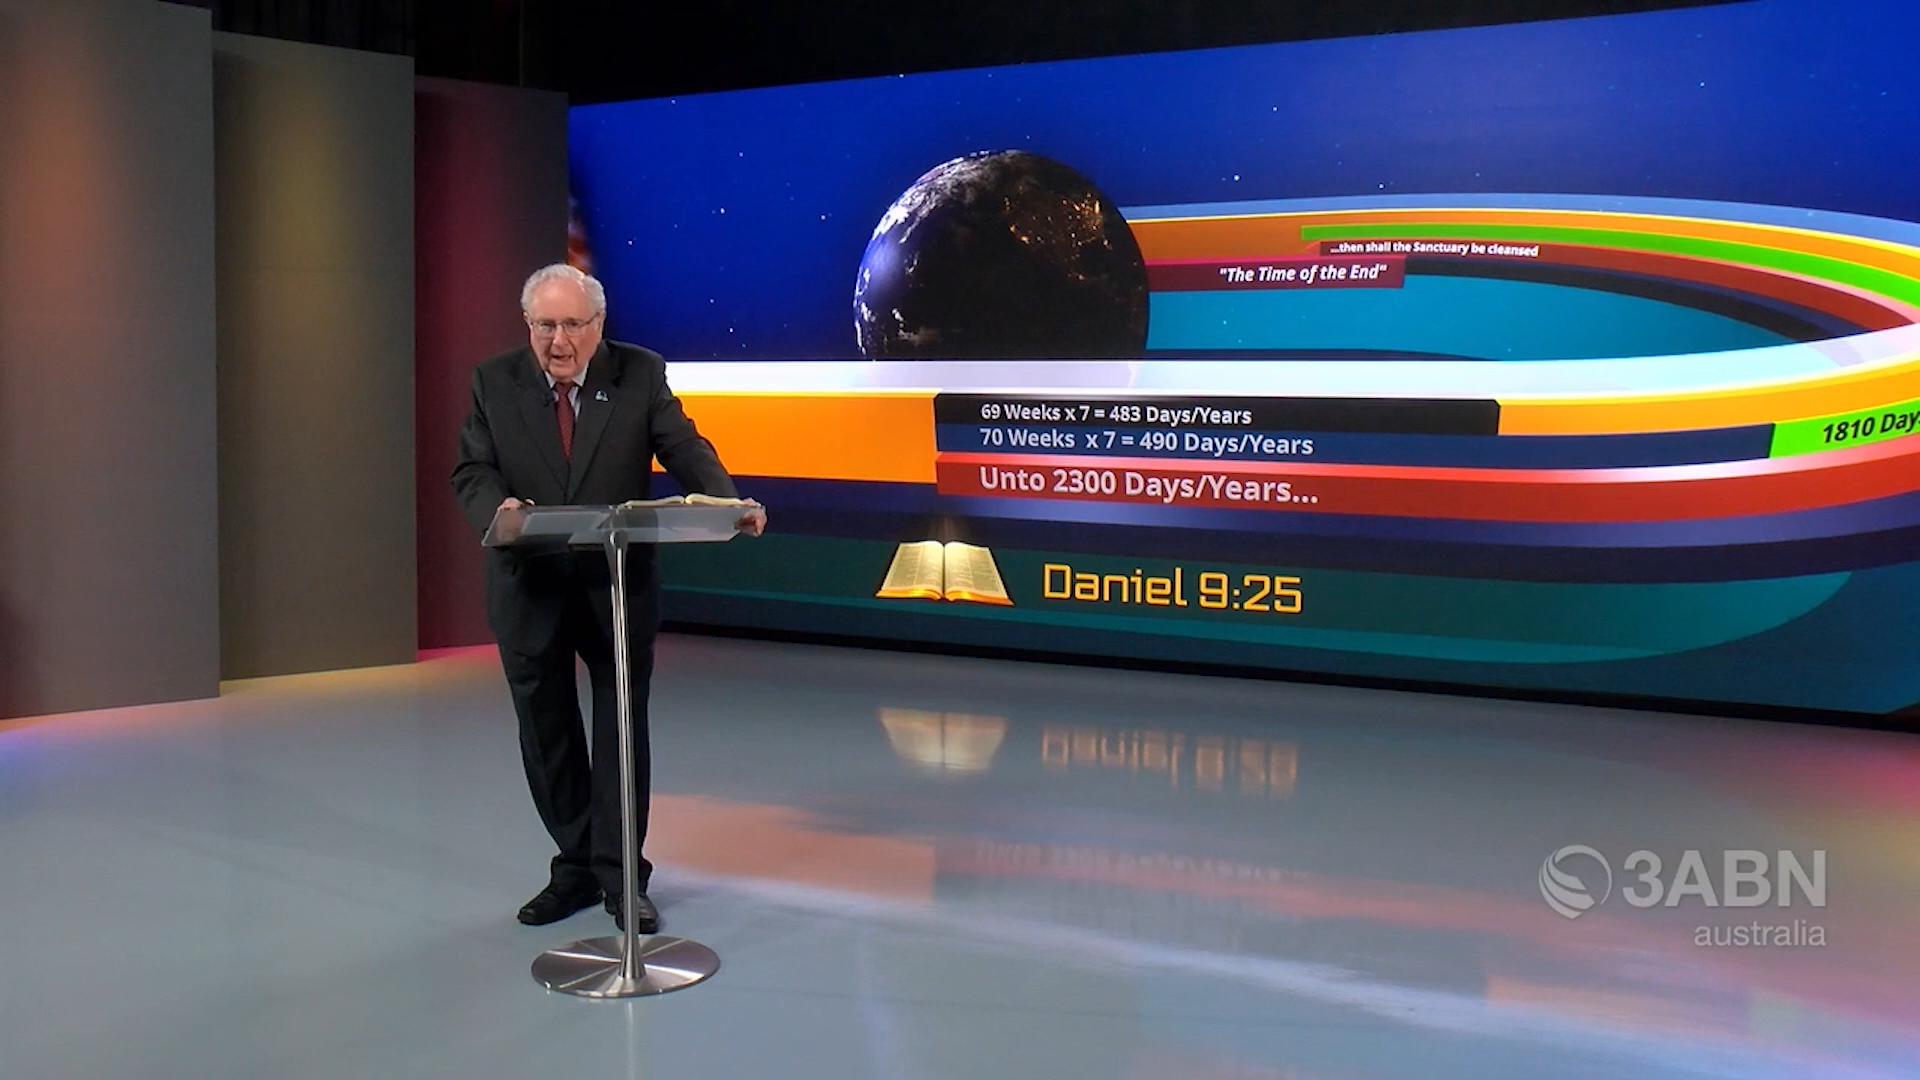 ...then shall the Sanctuary be cleansed
"The Time of the End"
69 Weeks x 7 = 483 Days/Years
70 Weeks x 7 = 490 Days/Years
1810 Day
Unto 2300 Days/Years...
Daniel 9:25
3ABN
australia